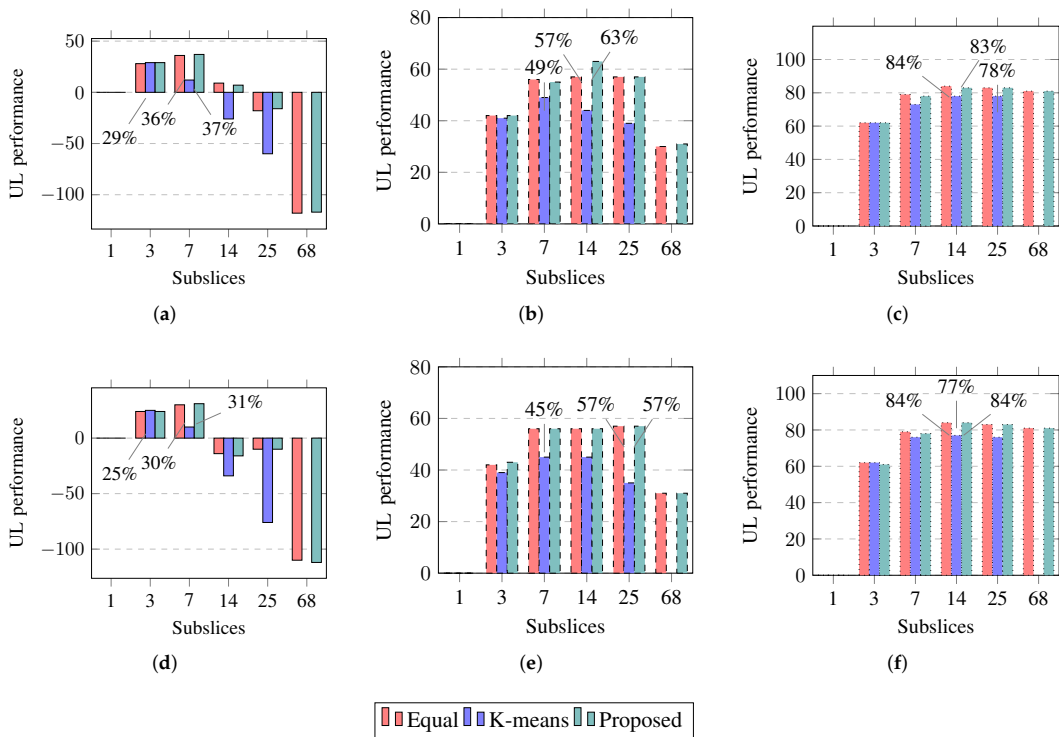 50
0
−50
−100
UL performance
29%
36%
37%
1 3 7 14 25 68
Subslices
(a)
80
60
40
20
0
UL performance
57%
49%
63%
1 3 7 14 25 68
Subslices
(b)
100
80
60
40
20
0
UL performance
84%
83%
78%
1 3 7 14 25 68
Subslices
(c)
0
−50
−100
UL performance
25%
30%
31%
1 3 7 14 25 68
Subslices
(d)
80
60
40
20
0
UL performance
45%
57%
57%
1 3 7 14 25 68
Subslices
(e)
100
80
60
40
20
0
UL performance
84%
77%
84%
1 3 7 14 25 68
Subslices
(f)
Equal K-means Proposed